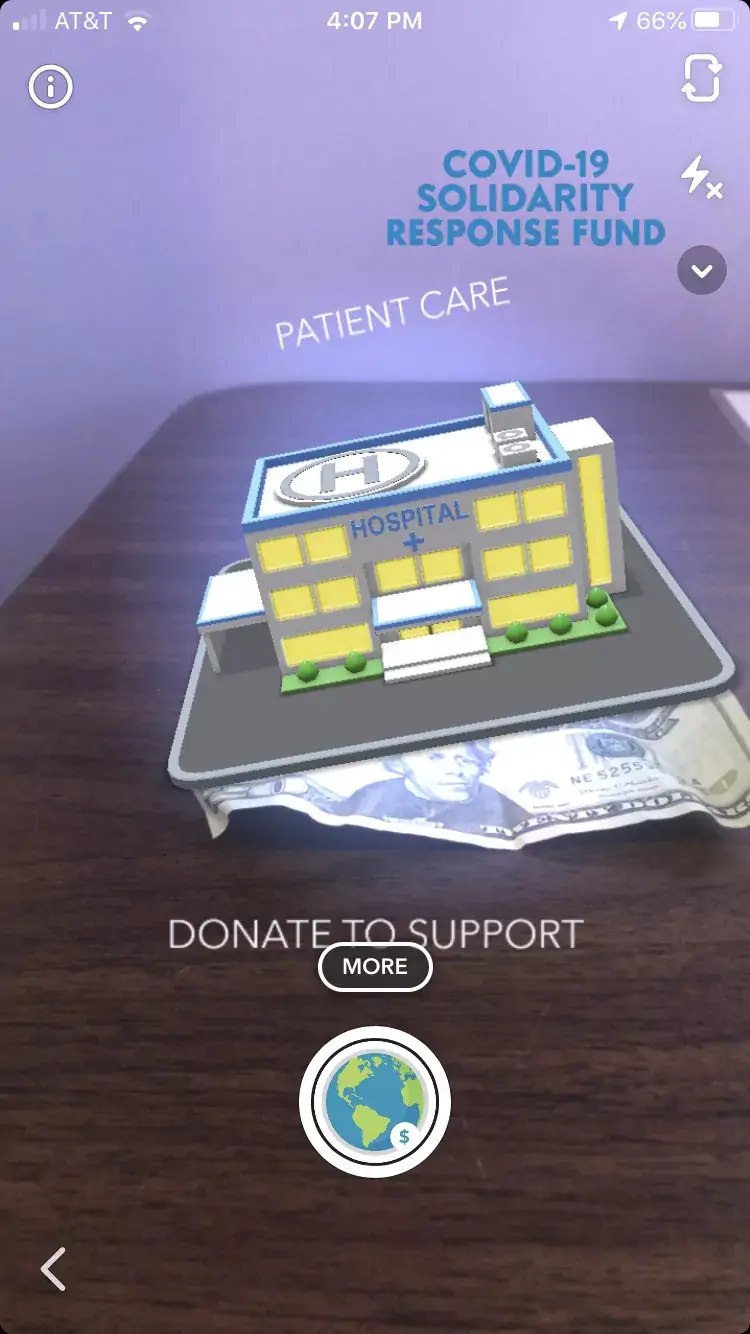 AT&T
4:07 PM
66%
COVID-19
SOLIDARITY
RESPONSE FUND
PATIENT CARE
H
HOSPITAL
NE 5255
DONATE TO SUPPORT
MORE
$